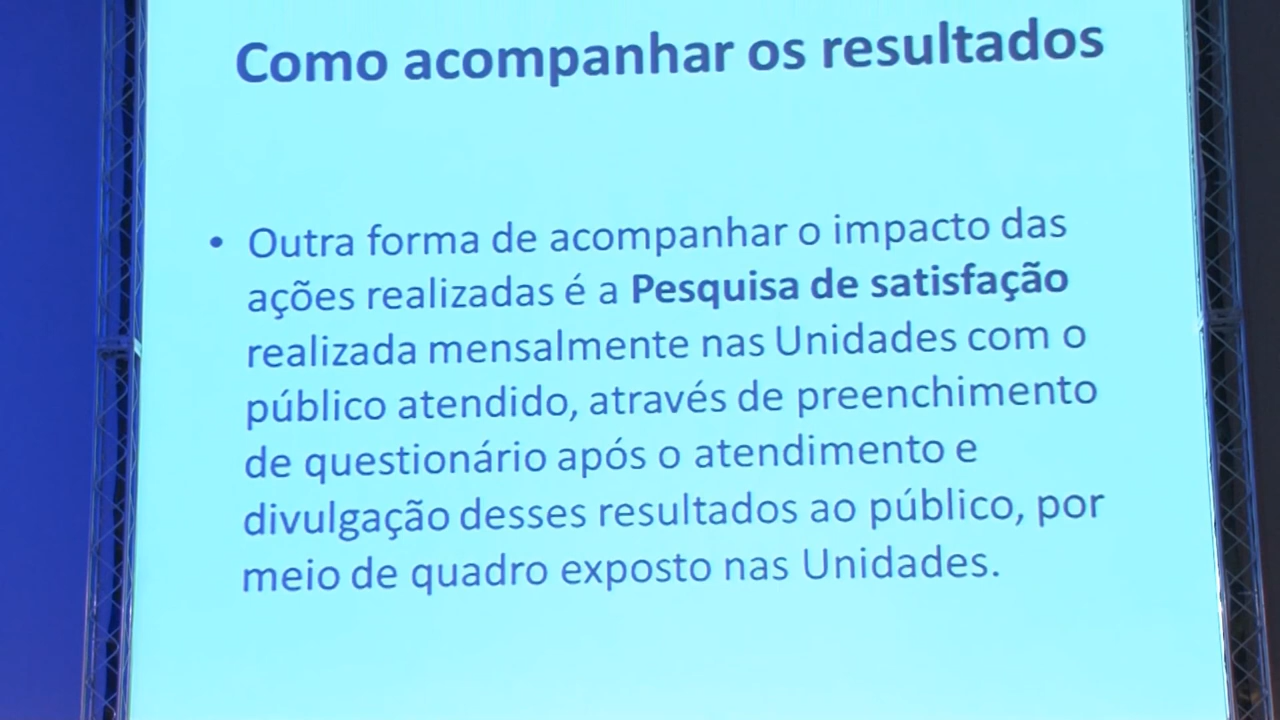 Como acompanhar os resultados
• Outra forma de acompanhar o impacto das
ações realizadas é a Pesquisa de satisfação
realizada mensalmente nas Unidades com o
público atendido, através de preenchimento
de questionário após o atendimento e
divulgação desses resultados ao público, por
meio de quadro exposto nas Unidades.